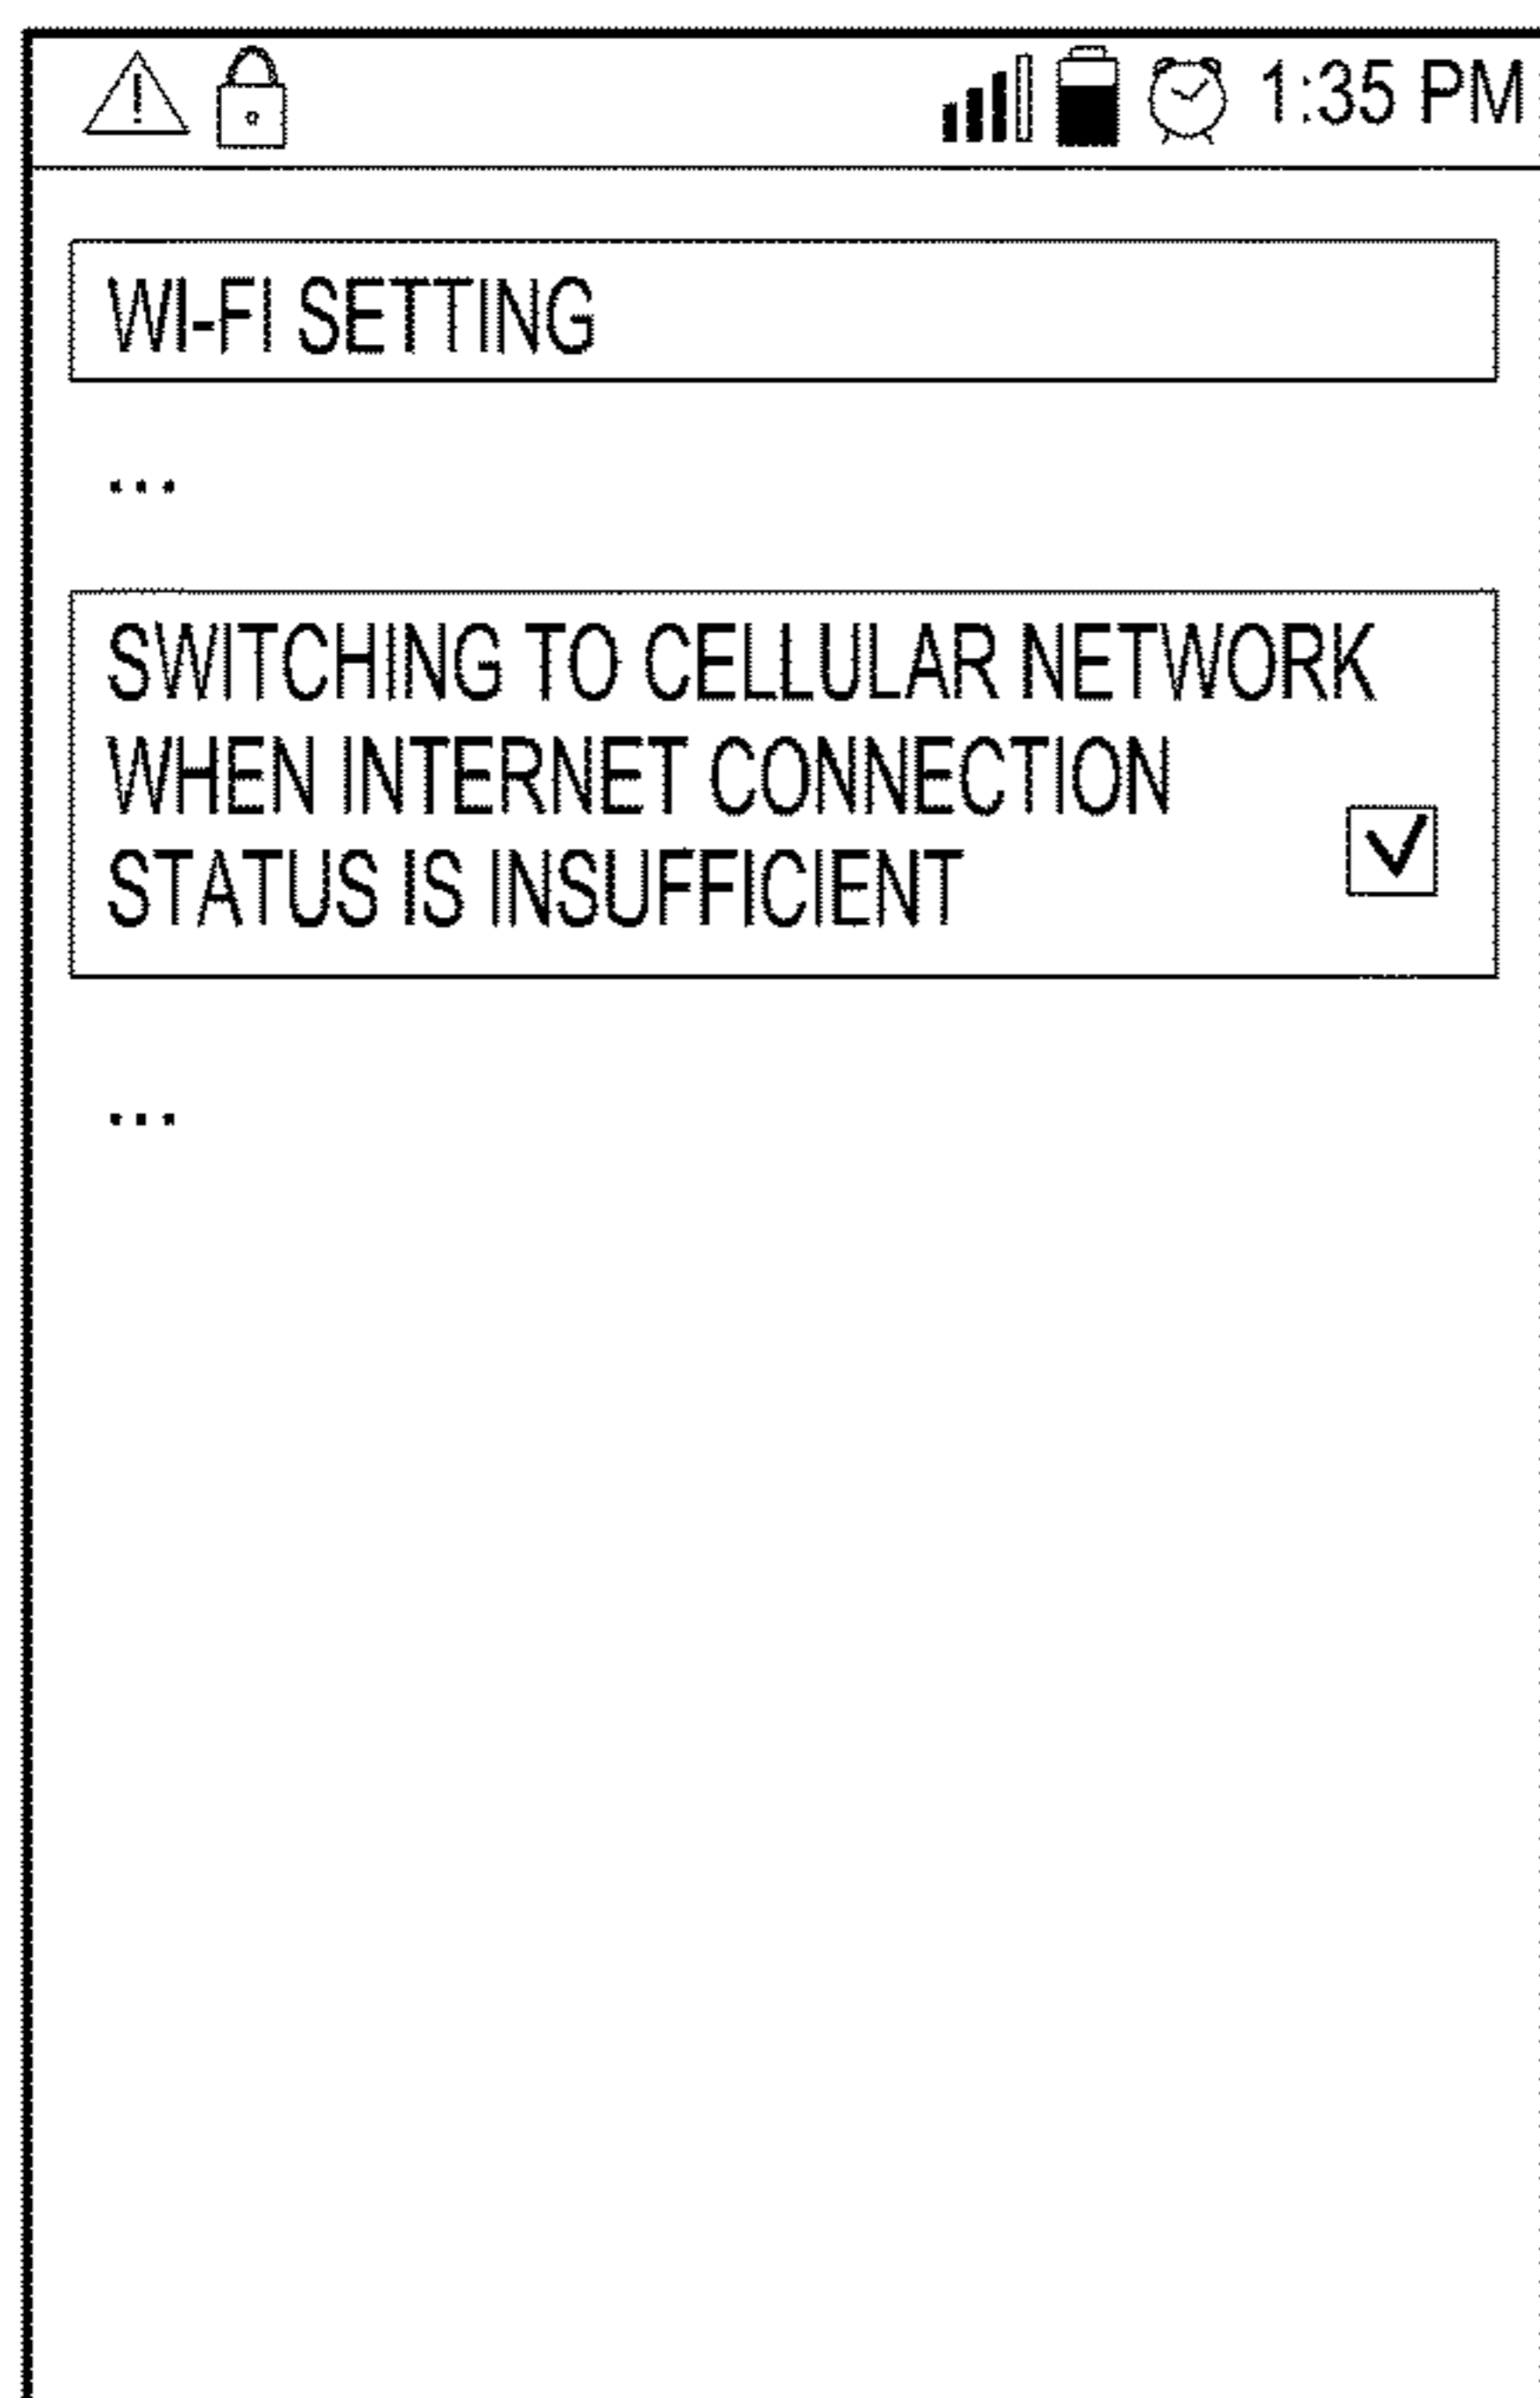 1:35 PM
WI-FI SETTING
...
SWITCHING TO CELLULAR NETWORK
WHEN INTERNET CONNECTION
STATUS IS INSUFFICIENT
...